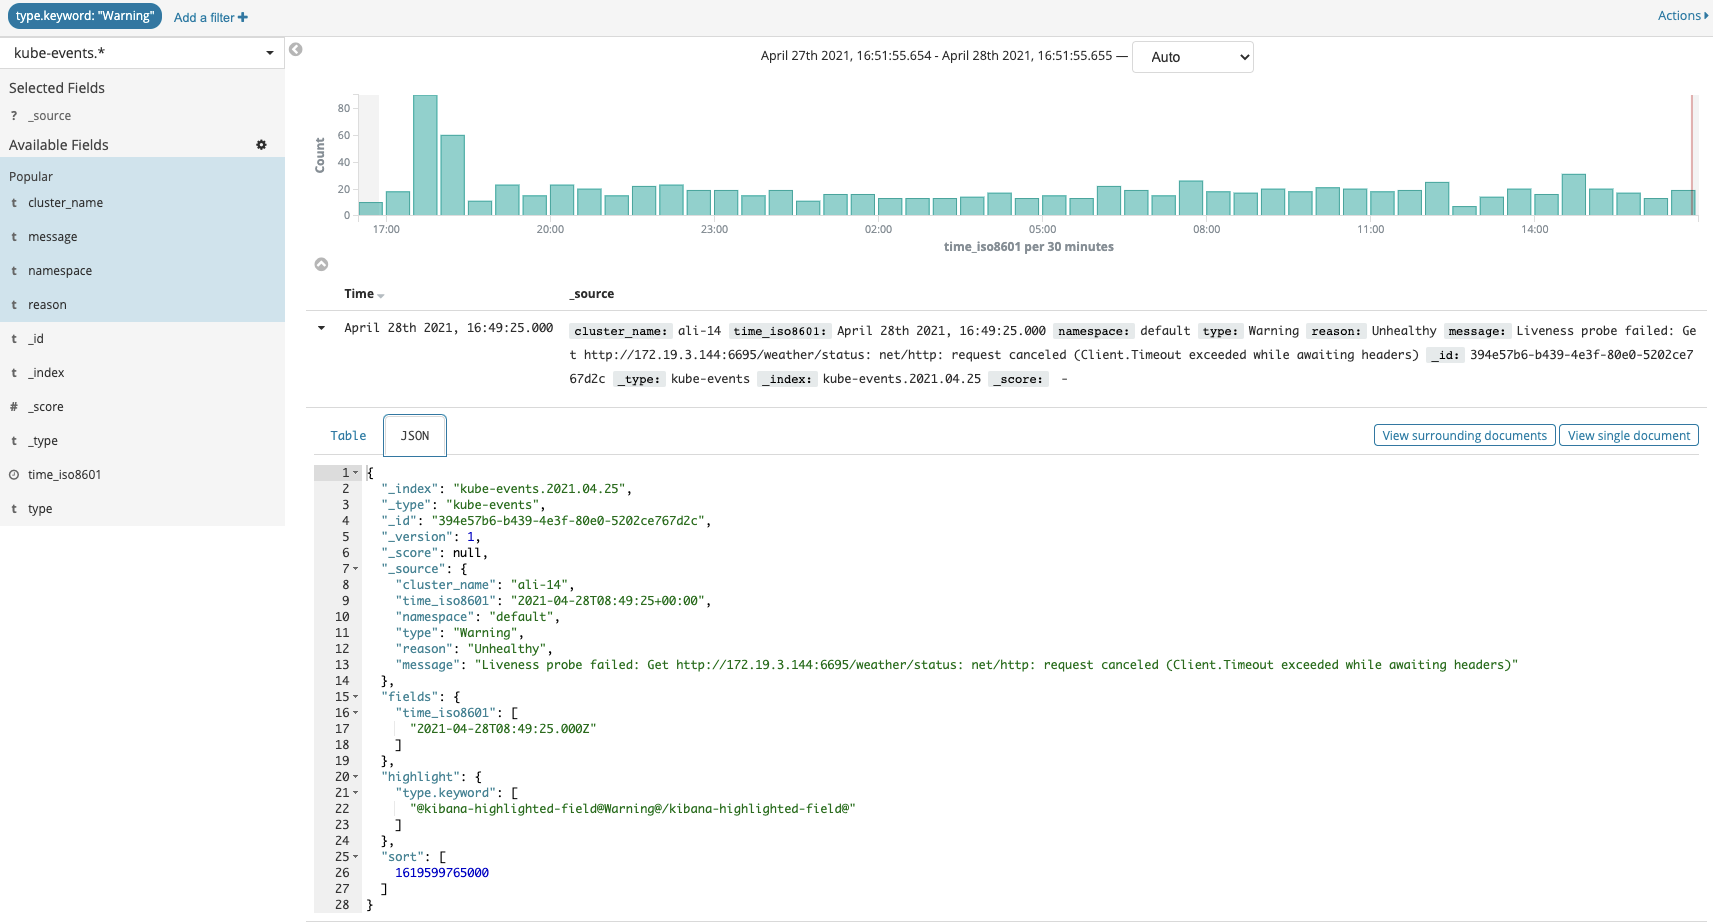 type.keyword: "Warning"
Add a filter +
Actions
kube-events.*
April 27th 2021, 16:51:55.654 - April 28th 2021, 16:51:55.655 — Auto
Selected Fields
? _source
Available Fields
Popular
t cluster_name
t message
t namespace
t reason
t _id
t _index
# _score
t _type
time_iso8601
t type
Count
80
60
40
20
0
17:00 20:00 23:00 02:00 05:00 08:00 11:00 14:00
time_iso8601 per 30 minutes
Time _source
April 28th 2021, 16:49:25.000
cluster_name: ali-14 time_iso8601: April 28th 2021, 16:49:25.000 namespace: default type: Warning reason: Unhealthy message: Liveness probe failed: Ge
t http://172.19.3.144:6695/weather/status: net/http: request canceled (Client.Timeout exceeded while awaiting headers) _id: 394e57b6-b439-4e3f-80e0-5202ce7
67d2c _type: kube-events _index: kube-events.2021.04.25 _score: -
Table JSON View surrounding documents View single document
1 {
2 "_index": "kube-events.2021.04.25",
3 "_type": "kube-events",
4 "_id": "394e57b6-b439-4e3f-80e0-5202ce767d2c",
5 "_version": 1,
6 "_score": null,
7 "_source": {
8 "cluster_name": "ali-14",
9 "time_iso8601": "2021-04-28T08:49:25+00:00",
10 "namespace": "default",
11 "type": "Warning",
12 "reason": "Unhealthy",
13 "message": "Liveness probe failed: Get http://172.19.3.144:6695/weather/status: net/http: request canceled (Client.Timeout exceeded while awaiting headers)"
14 },
15 "fields": {
16 "time_iso8601": [
17 "2021-04-28T08:49:25.000Z"
18 ]
19 },
20 "highlight": {
21 "type.keyword": [
22 "@kibana-highlighted-field@Warning@/kibana-highlighted-field@"
23 ]
24 },
25 "sort": [
26 1619599765000
27 ]
28 }